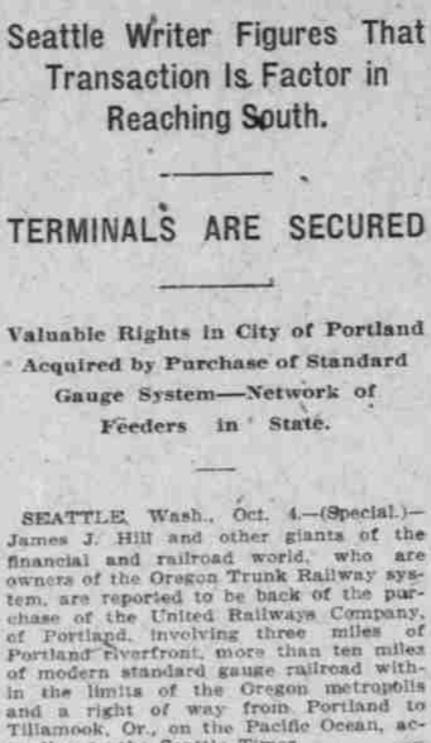 Seattle Writer Figures That
Transaction Is Factor in
Reaching South.
TERMINALS ARE SECURED
Valuable Rights in City of Portland
Acquired by Purchase of Standard
Gauge System—Network of
Feeders in State.
SEATTLE, Wash., Oct. 4.—(Special.)—
James J. Hill and other giants of the
financial and railroad world, who are
owners of the Oregon Trunk Railway sys-
tem, are reported to be back of the pur-
chase of the United Railways Company,
of Portland, involving three miles of
Portland riverfront, more than ten miles
of modern standard gauge railroad with-
in the limits of the Oregon metropolis
and a right of way from Portland to
Tillamook, Or., on the Pacific Ocean, ac-